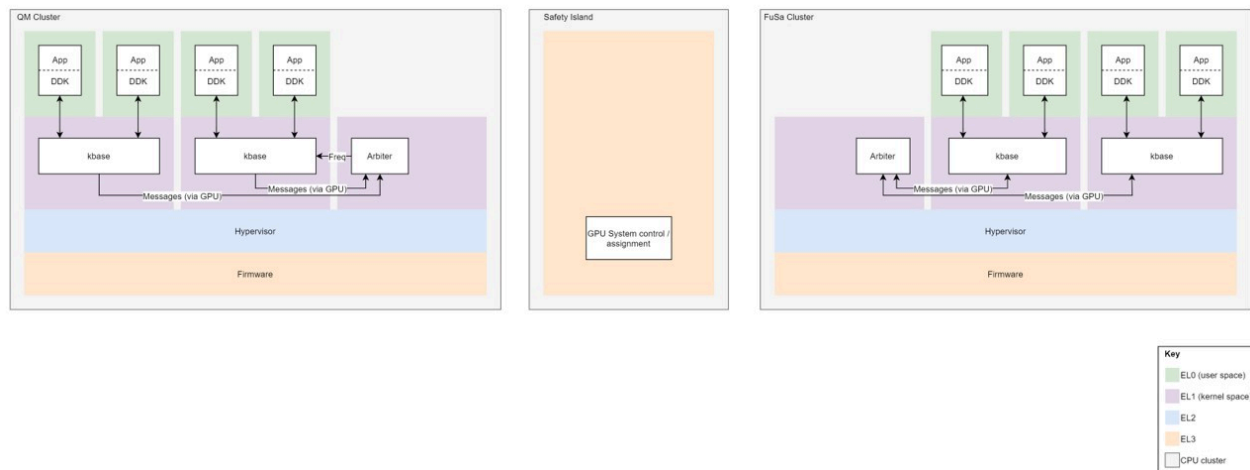 QM Cluster
App
DDK
App
DDK
App
DDK
App
DDK
kbase
kbase
Freq
Arbiter
Messages (via GPU)
Messages (via GPU)
Hypervisor
Firmware
Safety Island
GPU System control /
assignment
FuSa Cluster
App
DDK
App
DDK
App
DDK
App
DDK
Arbiter
kbase
kbase
Messages (via GPU)
Messages (via GPU)
Hypervisor
Firmware
Key
EL0 (user space)
EL1 (kernel space)
EL2
EL3
CPU cluster